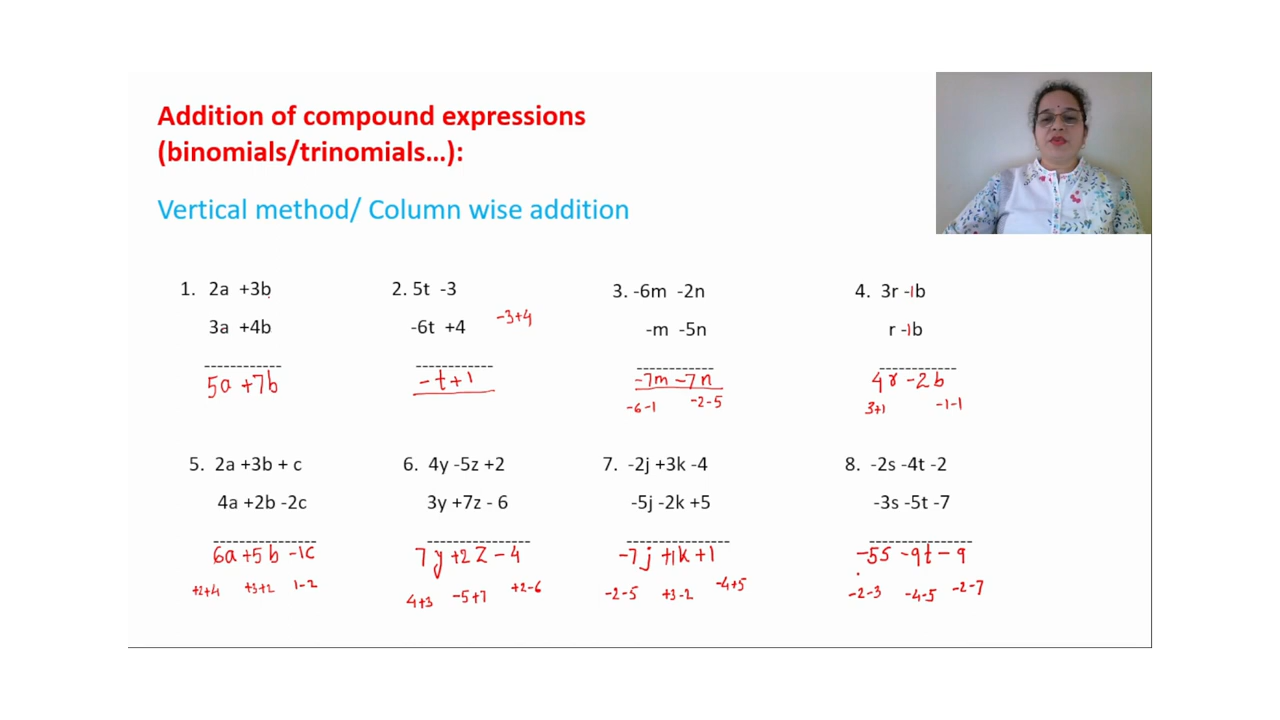 Addition of compound expressions
(binomials/trinomials...):
Vertical method/ Column wise addition
1. 2a +3b
3a +4b
------------
5a +7b
2. 5t -3
-6t +4
-3+4
------------
-t+1
3. -6m -2n
-m -5n
------------
-7m -7n
-6-1 -2-5
4. 3r -1b
r -1b
------------
4r -2b
3+1 -1-1
5. 2a +3b + c
4a +2b -2c
----------------
6a +5b -1c
+2+4 +3+2 1-2
6. 4y -5z +2
3y +7z - 6
----------------
7y +2z -4
4+3 -5+7 +2-6
7. -2j +3k -4
-5j -2k +5
----------------
-7j +1k +1
-2-5 +3-2 -4+5
8. -2s -4t -2
-3s -5t -7
----------------
-5s -9t -9
-2-3 -4-5 -2-7